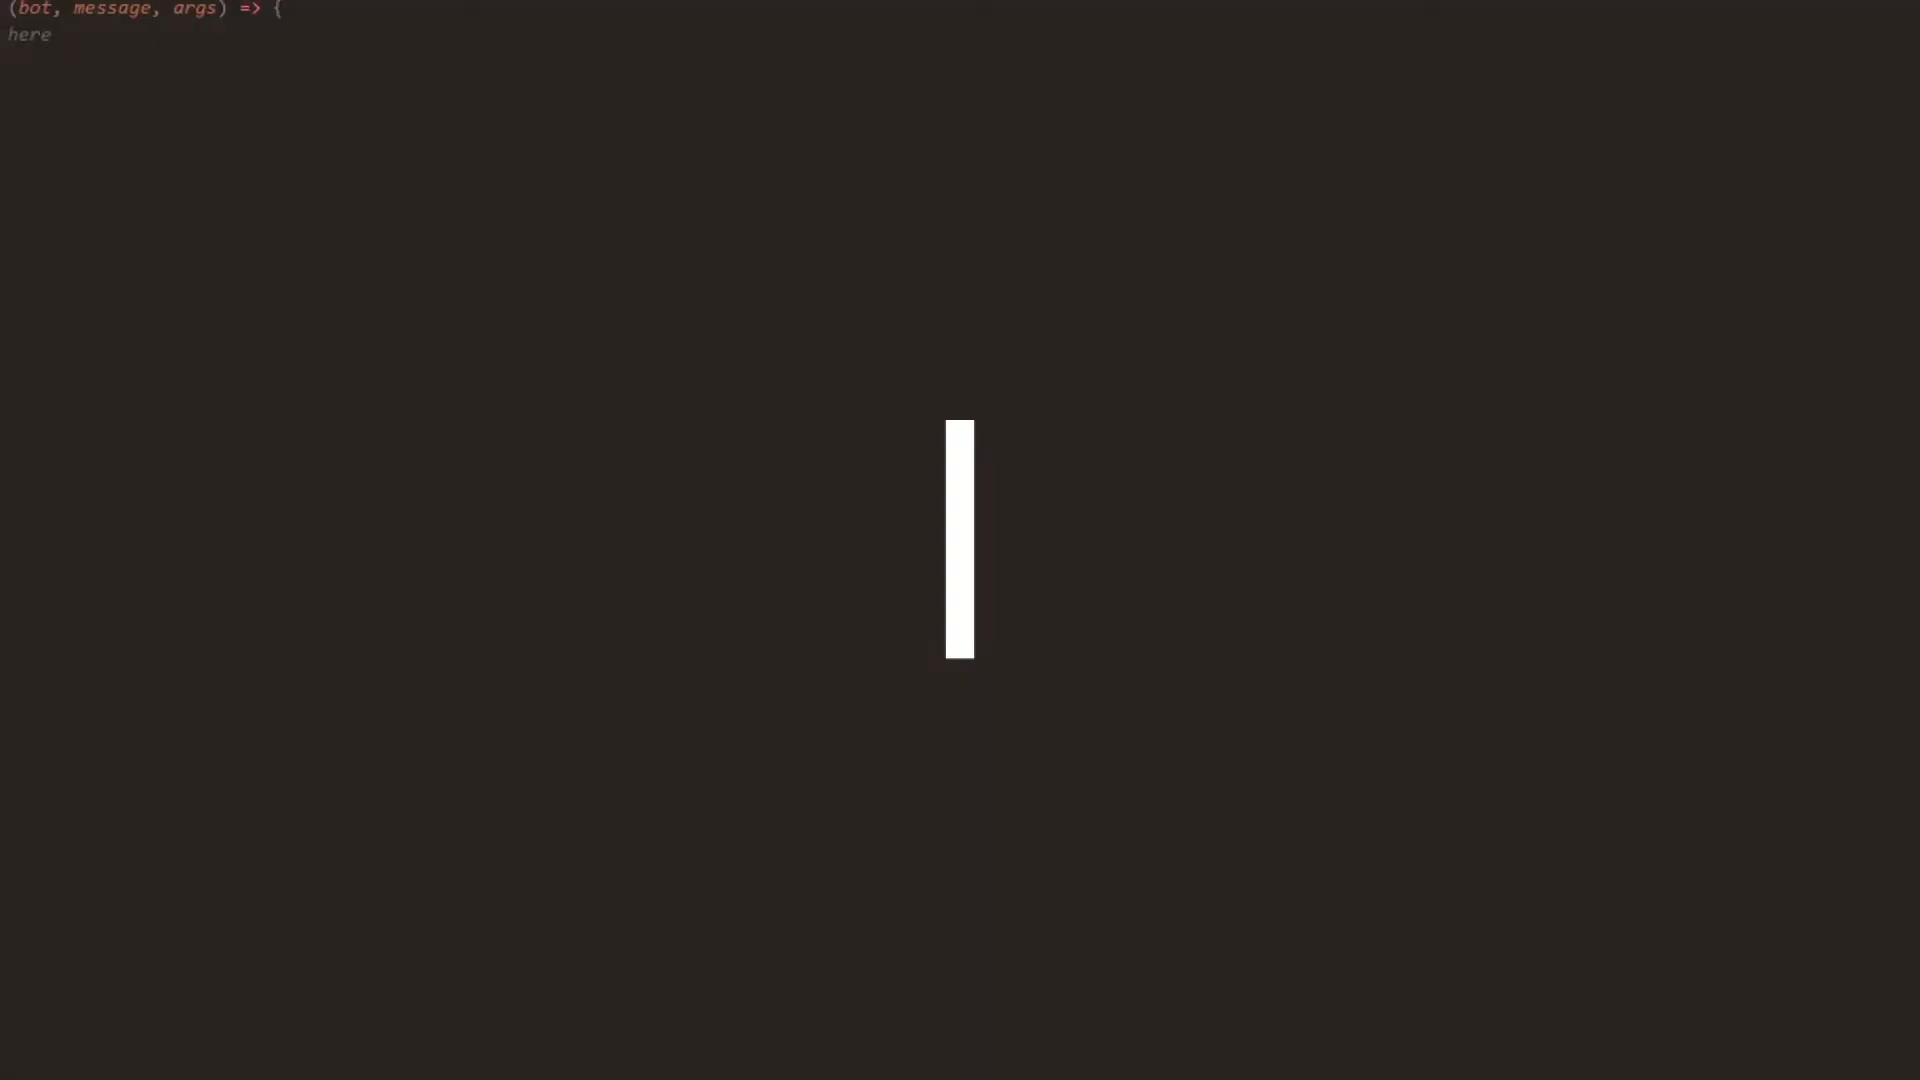 (bot, message, args) => {
here